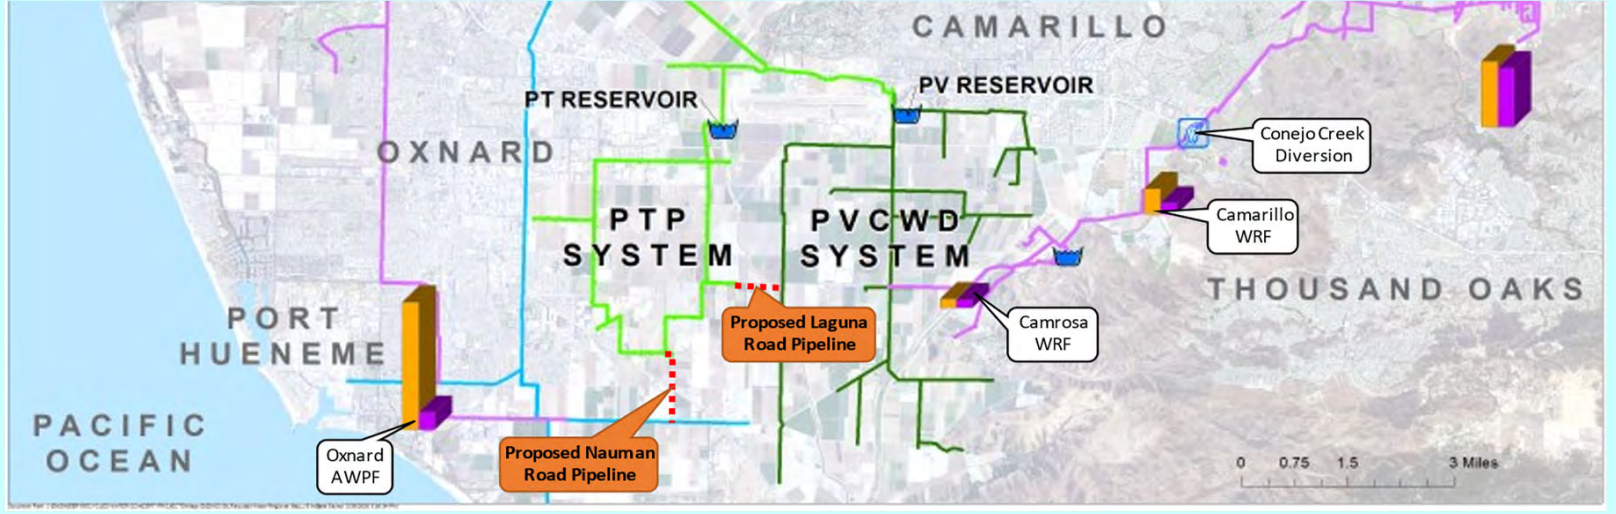 CAMARILLO
PT RESERVOIR
PV RESERVOIR
Conejo Creek
Diversion
OXNARD
Camarillo
WRF
PTP
SYSTEM
PVCWD
SYSTEM
THOUSAND OAKS
PORT
HUENEME
Proposed Laguna
Road Pipeline
Camrosa
WRF
PACIFIC
OCEAN
Oxnard
AWPF
Proposed Nauman
Road Pipeline
0 0.75 1.5 3 Miles